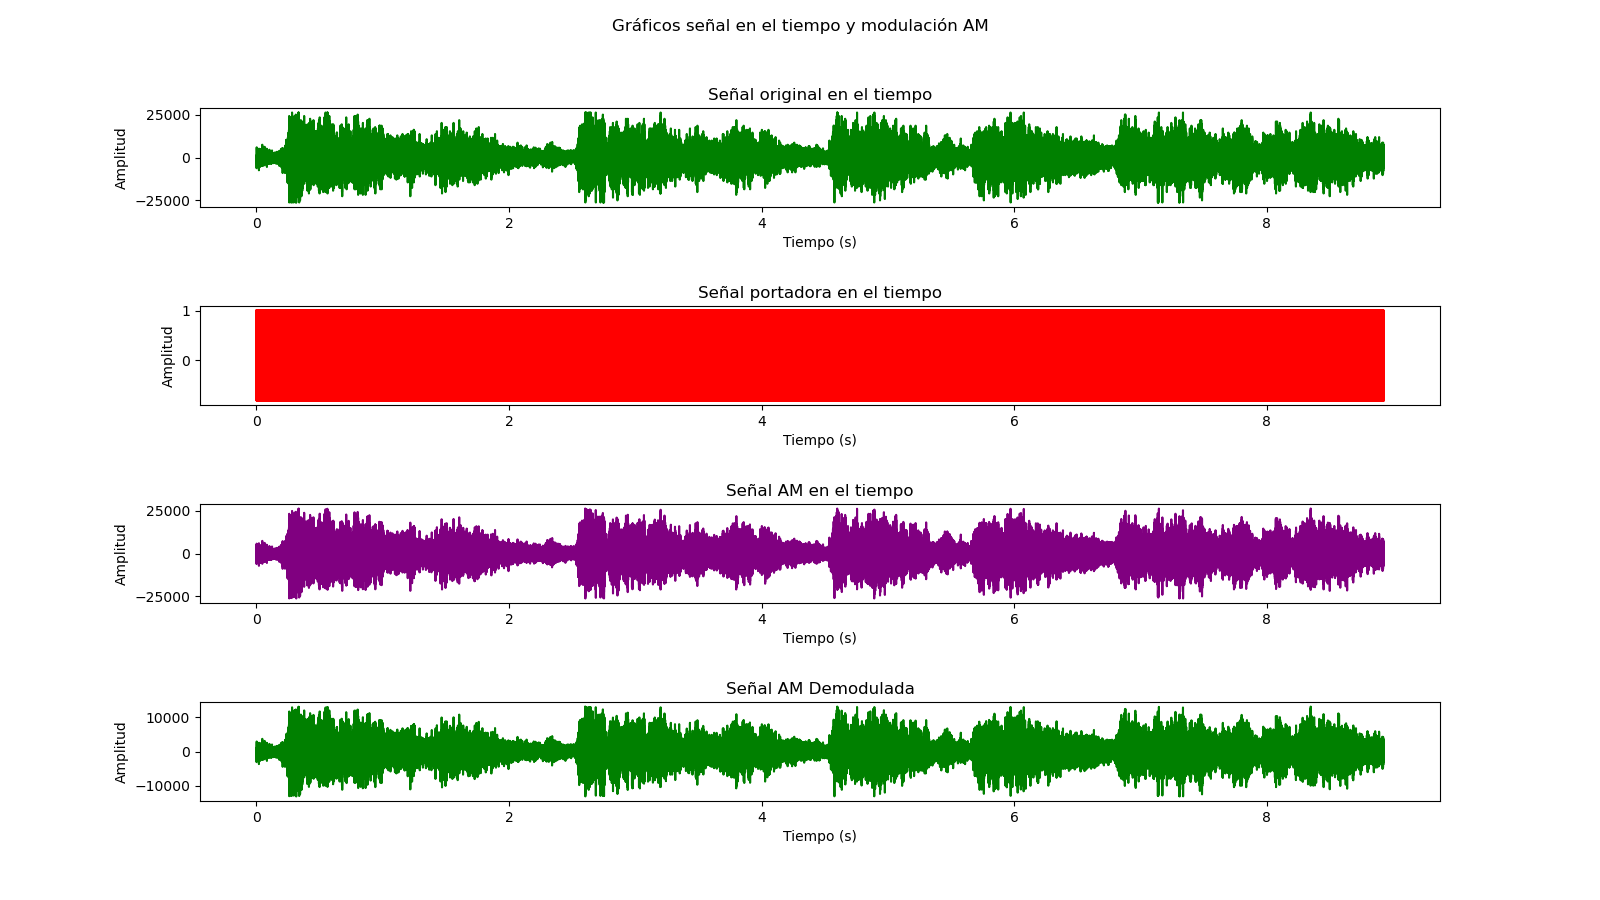 Gráficos señal en el tiempo y modulación AM
Señal original en el tiempo
25000
0
−25000
Amplitud
0 2 4 6 8
Tiempo (s)
Señal portadora en el tiempo
1
0
Amplitud
0 2 4 6 8
Tiempo (s)
Señal AM en el tiempo
25000
0
−25000
Amplitud
0 2 4 6 8
Tiempo (s)
Señal AM Demodulada
10000
0
−10000
Amplitud
0 2 4 6 8
Tiempo (s)